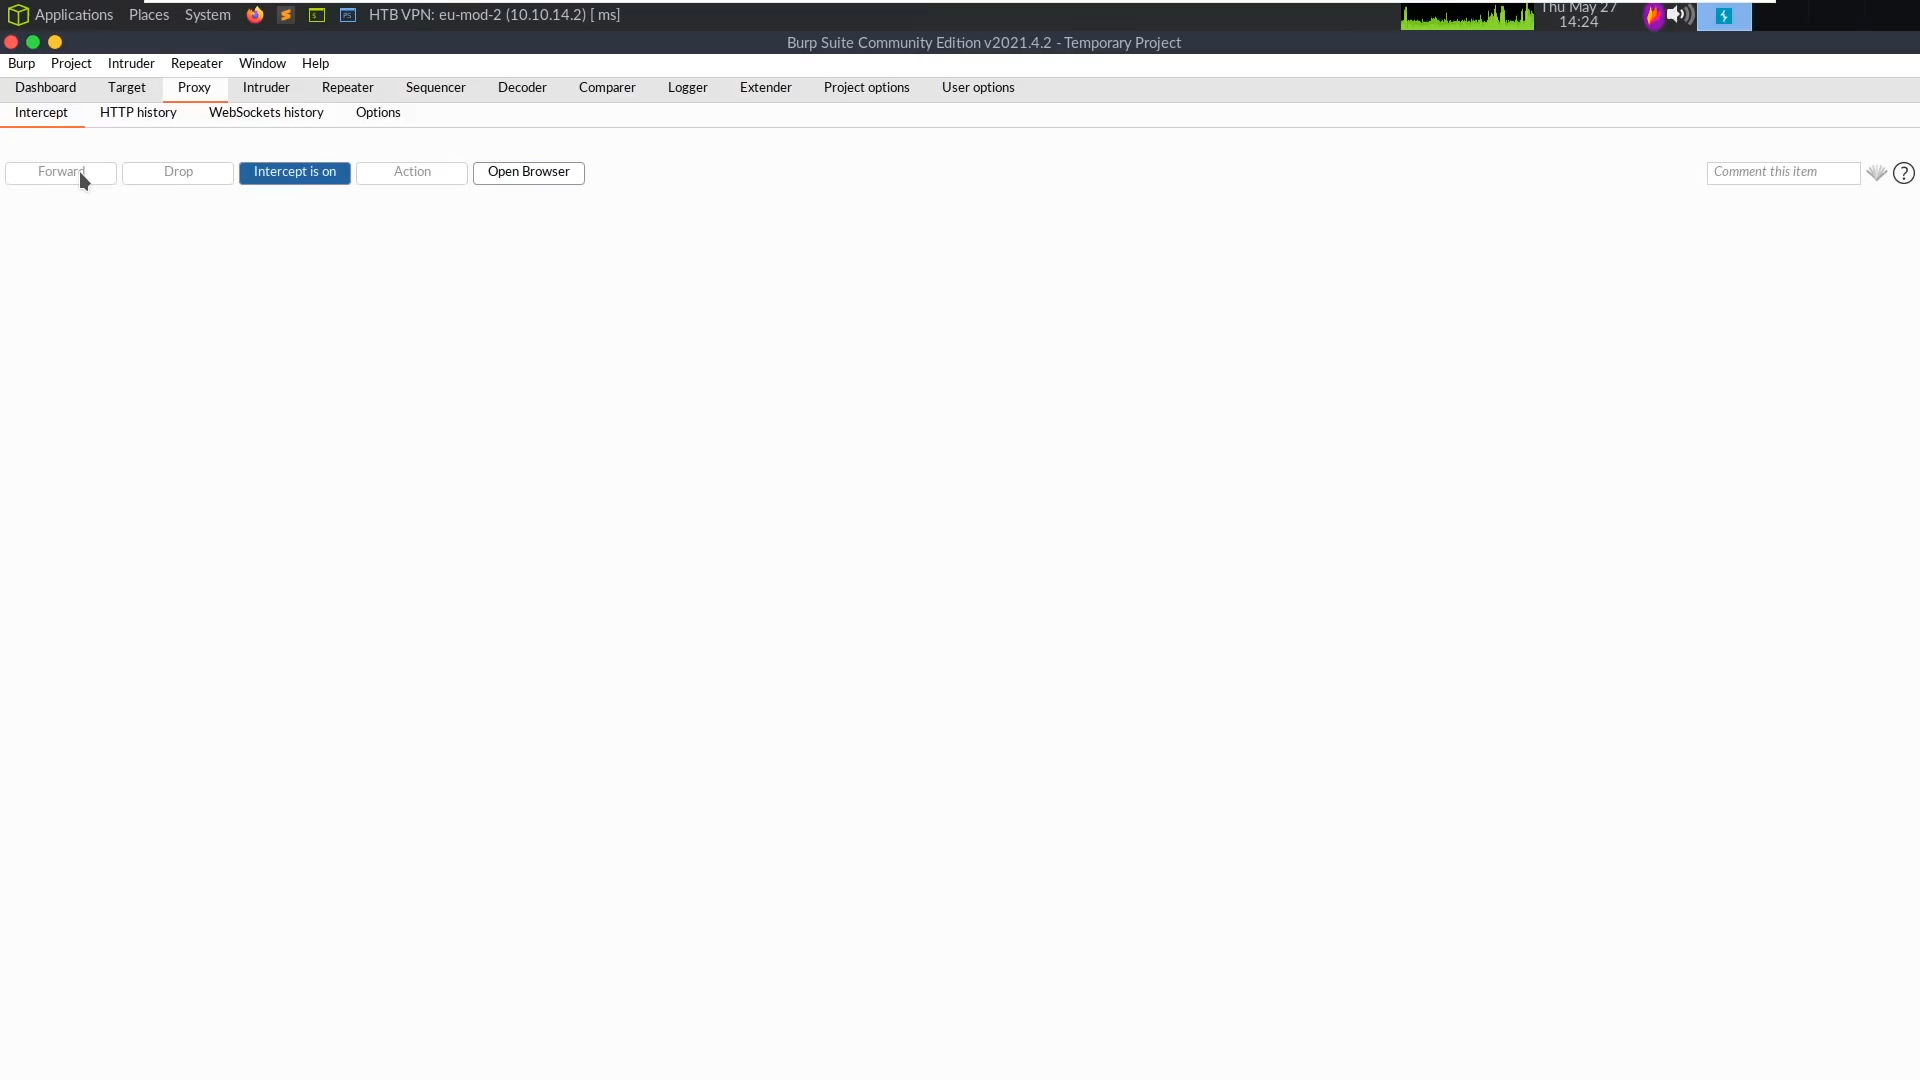 Applications Places System HTB VPN: eu-mod-2 (10.10.14.2) [ ms] Thu May 27
14:24
Burp Suite Community Edition v2021.4.2 - Temporary Project
Burp Project Intruder Repeater Window Help
Dashboard Target Proxy Intruder Repeater Sequencer Decoder Comparer Logger Extender Project options User options
Intercept HTTP history WebSockets history Options
Forward Drop Intercept is on Action Open Browser Comment this item ?